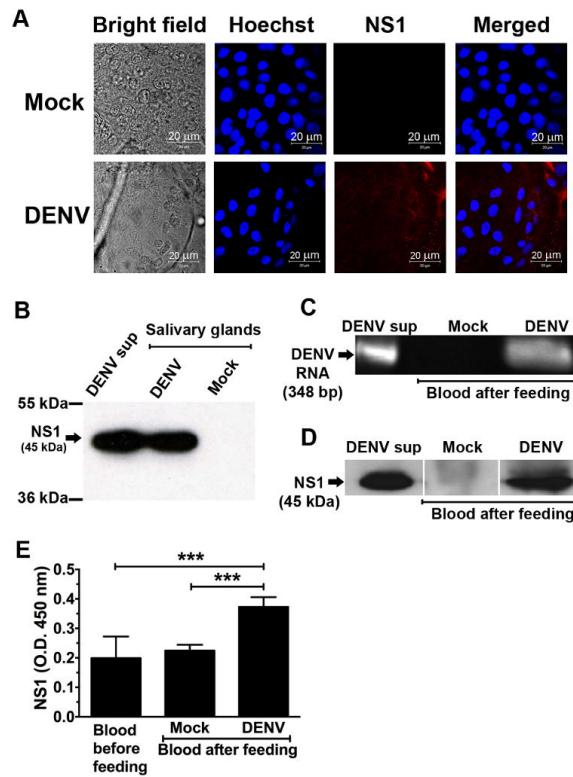 A
Bright field Hoechst NS1 Merged
Mock
20 µm 20 µm 20 µm 20 µm
DENV
20 µm 20 µm 20 µm 20 µm
B
Salivary glands
DENV sup DENV Mock
55 kDa
NS1
(45 kDa)
36 kDa
C
DENV sup Mock DENV
DENV
RNA
(348 bp)
Blood after feeding
D
DENV sup Mock DENV
NS1
(45 kDa)
Blood after feeding
E
***
***
NS1 (O.D. 450 nm)
0.5
0.4
0.3
0.2
0.1
0.0
Blood
before
feeding
Mock DENV
Blood after feeding